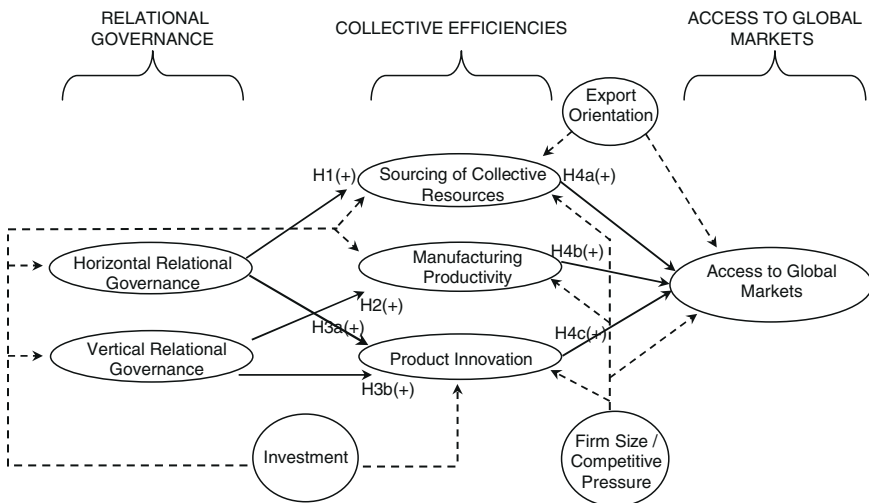 RELATIONAL
GOVERNANCE
COLLECTIVE EFFICIENCIES
ACCESS TO GLOBAL
MARKETS
Export
Orientation
H1(+)
Sourcing of Collective
Resources
H4a(+)
Horizontal Relational
Governance
Manufacturing
Productivity
H4b(+)
Access to Global
Markets
H2(+)
H3a(+)
Vertical Relational
Governance
Product Innovation
H4c(+)
H3b(+)
Investment
Firm Size /
Competitive
Pressure